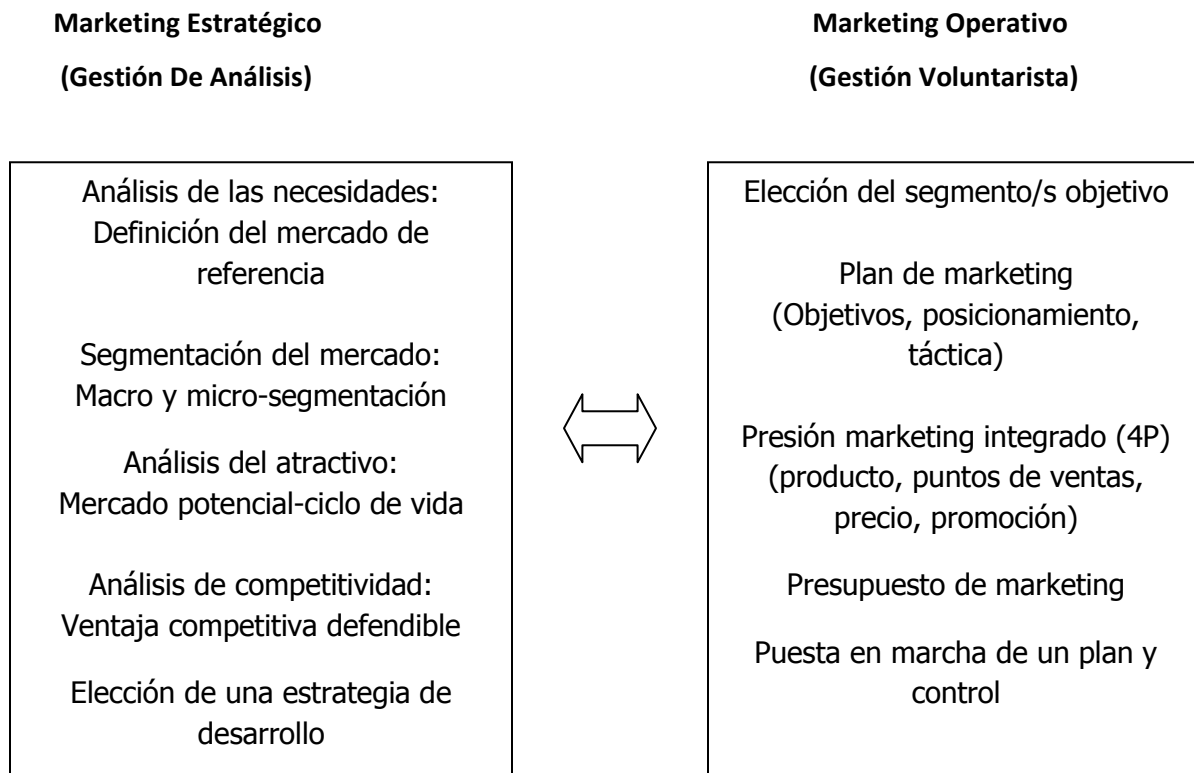 Marketing Estratégico
(Gestión De Análisis)
Marketing Operativo
(Gestión Voluntarista)
Análisis de las necesidades:
Definición del mercado de
referencia
Segmentación del mercado:
Macro y micro-segmentación
Análisis del atractivo:
Mercado potencial-ciclo de vida
Análisis de competitividad:
Ventaja competitiva defendible
Elección de una estrategia de
desarrollo
Elección del segmento/s objetivo
Plan de marketing
(Objetivos, posicionamiento,
táctica)
Presión marketing integrado (4P)
(producto, puntos de ventas,
precio, promoción)
Presupuesto de marketing
Puesta en marcha de un plan y
control